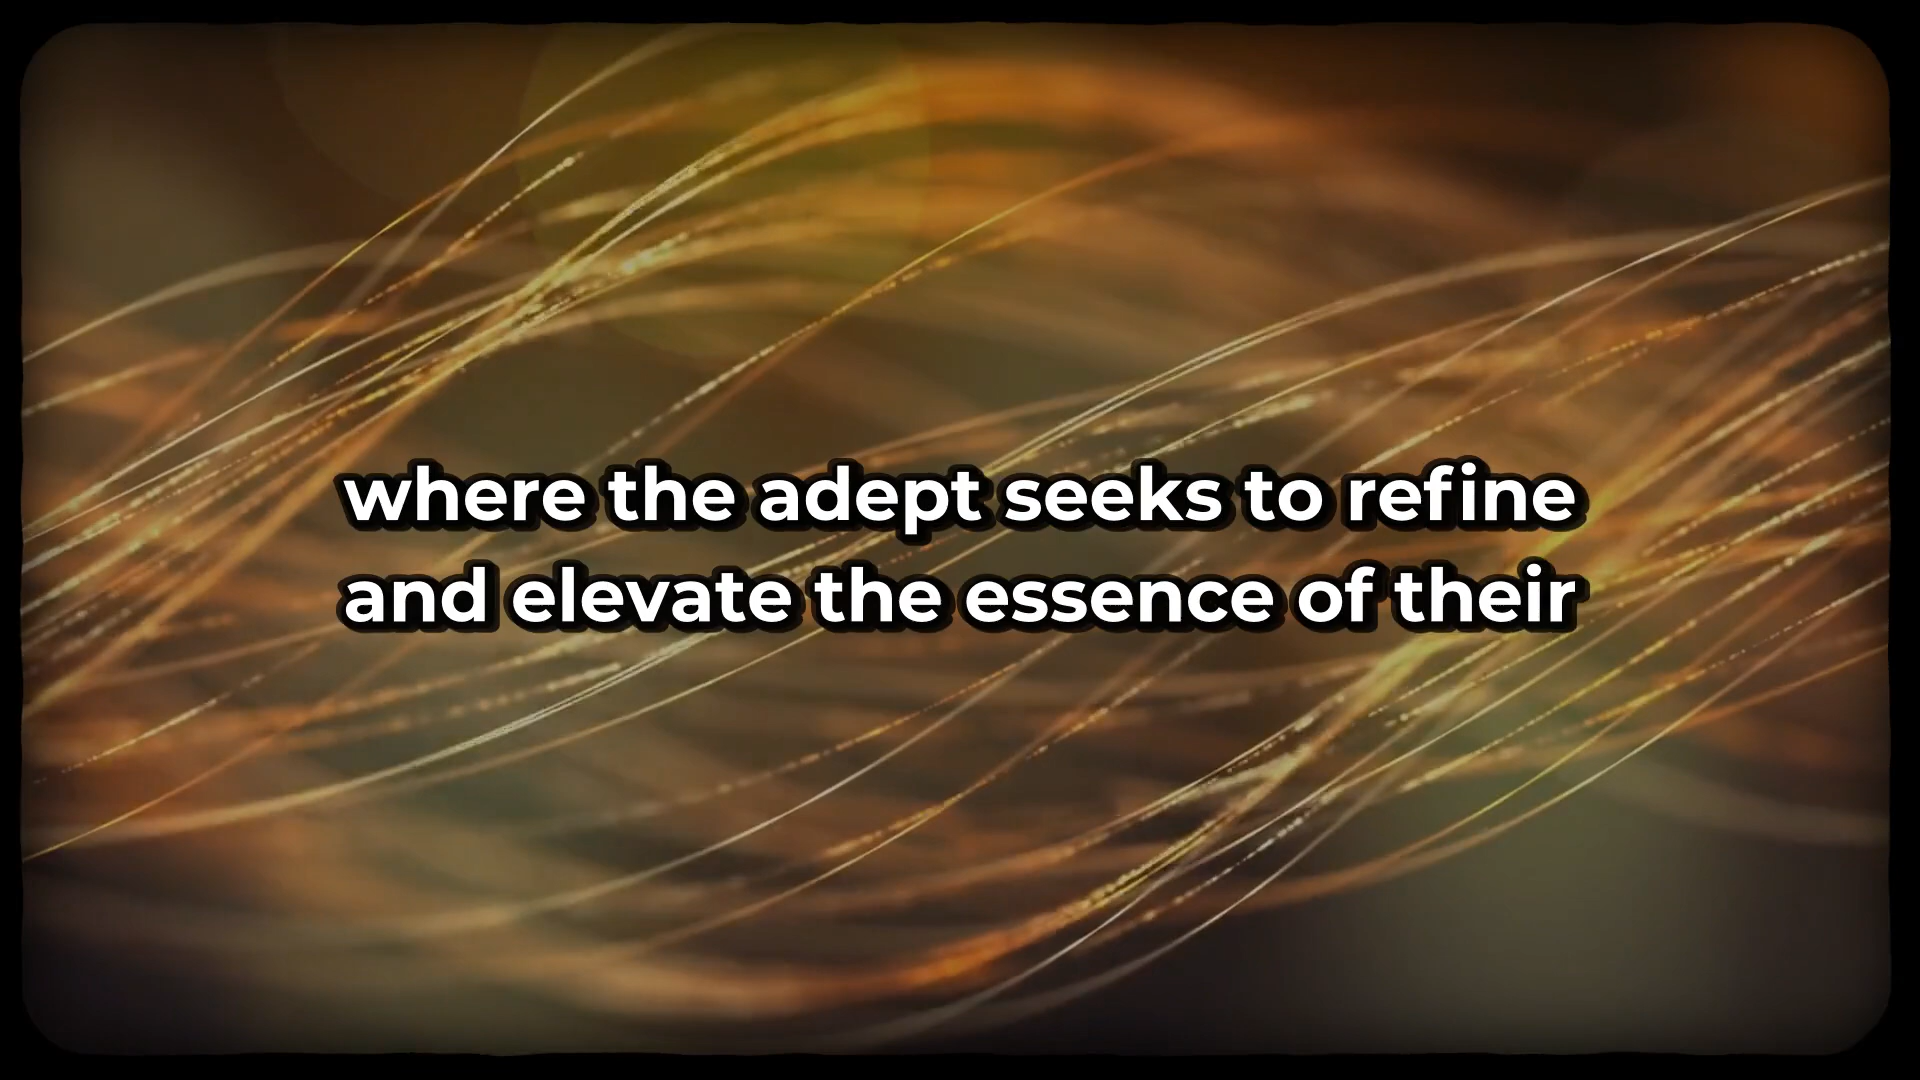 where the adept seeks to refine
and elevate the essence of their